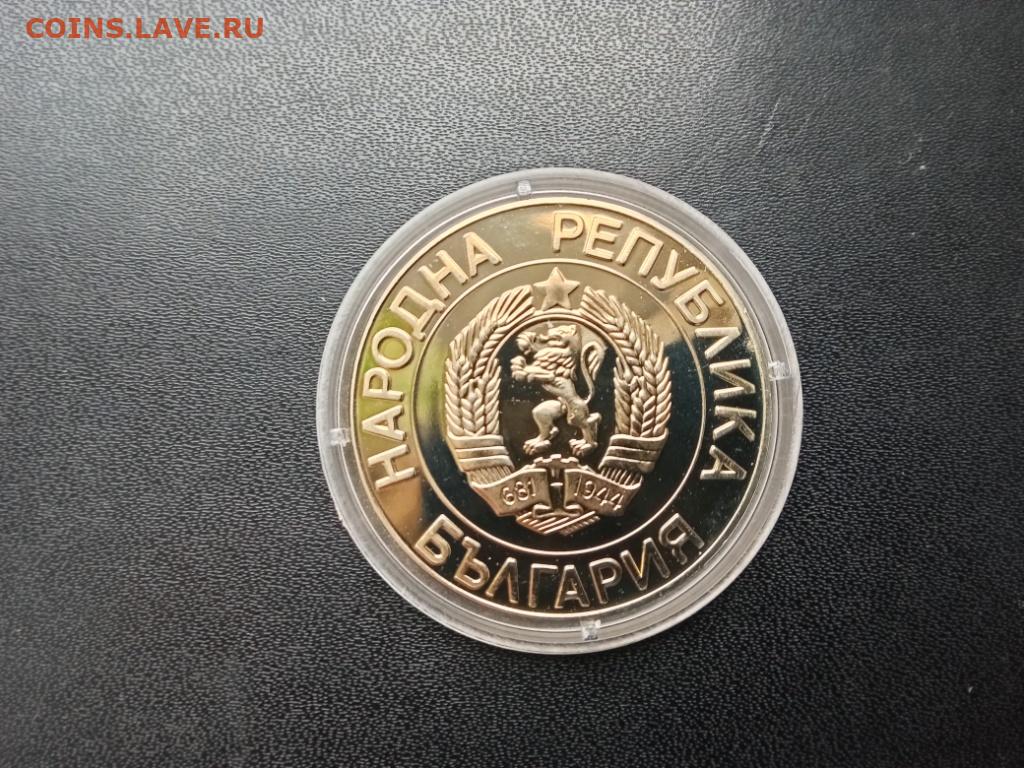 COINS.LAVE.RU
НАРОДНА РЕПУБЛИКА
681 1944
БЪЛГАРИЯ